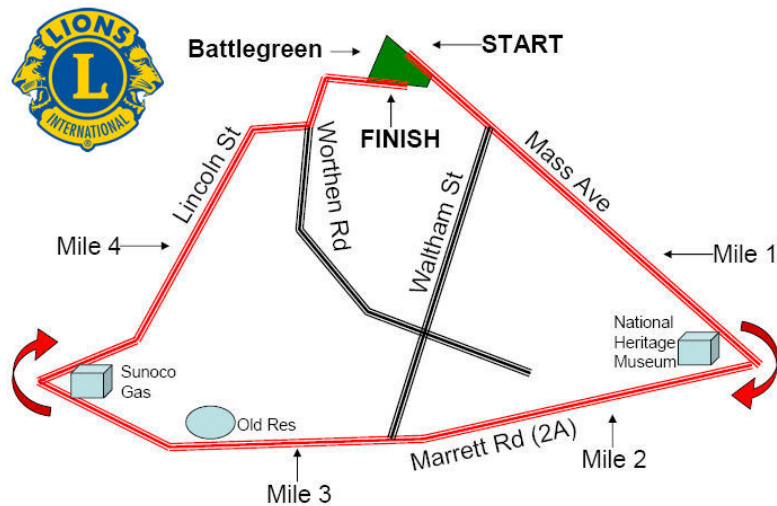 LIONS
L
INTERNATIONAL
®
Battlegreen
START
FINISH
Lincoln St
Worthen Rd
Waltham St
Mass Ave
Mile 4
Mile 1
National
Heritage
Museum
Sunoco
Gas
Old Res
Marrett Rd (2A)
Mile 2
Mile 3